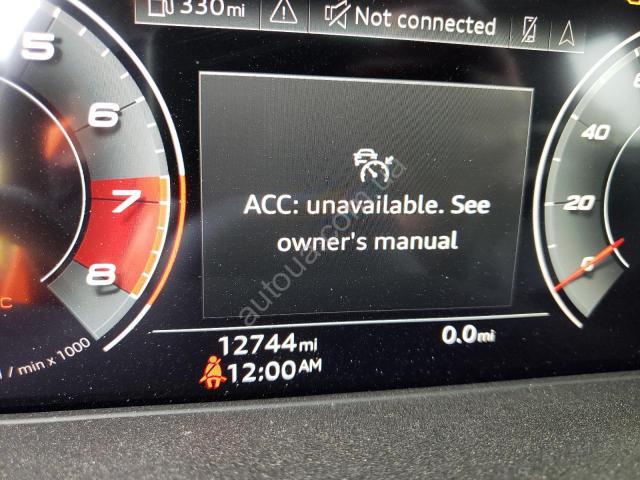 330mi
Not connected
5
6
7
8
ACC: unavailable. See
owner's manual
40
20
0
12744mi
0.0mi
12:00AM
/ min x 1000
C
autoua.com.ua